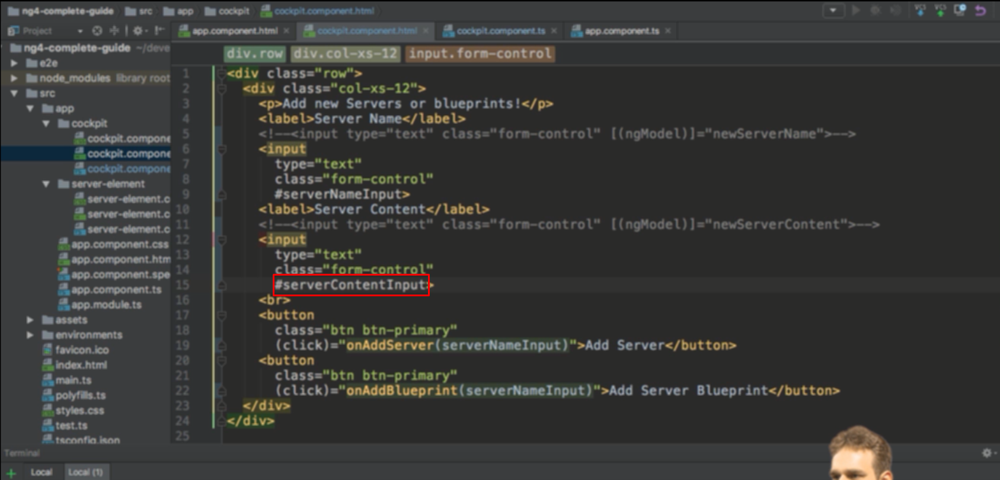 ng4-complete-guide src app cockpit cockpit.component.html
Project
app.component.html cockpit.component.html cockpit.component.ts app.component.ts
ng4-complete-guide ~/deve
e2e
node_modules library root
src
app
cockpit
cockpit.compone
cockpit.compone
cockpit.compone
server-element
server-element.c
server-element.c
server-element.c
app.component.css
app.component.htm
app.component.spe
app.component.ts
app.module.ts
assets
environments
favicon.ico
index.html
main.ts
polyfills.ts
styles.css
test.ts
tsconfig.json
div.row div.col-xs-12 input.form-control
1 <div class="row">
2 <div class="col-xs-12">
3 <p>Add new Servers or blueprints!</p>
4 <label>Server Name</label>
5 <!--<input type="text" class="form-control" [(ngModel)]="newServerName">-->
6 <input
7 type="text"
8 class="form-control"
9 #serverNameInput>
10 <label>Server Content</label>
11 <!--<input type="text" class="form-control" [(ngModel)]="newServerContent">-->
12 <input
13 type="text"
14 class="form-control"
15 #serverContentInput>
16 <br>
17 <button
18 class="btn btn-primary"
19 (click)="onAddServer(serverNameInput)">Add Server</button>
20 <button
21 class="btn btn-primary"
22 (click)="onAddBlueprint(serverNameInput)">Add Server Blueprint</button>
23 </div>
24 </div>
25
VCS VCS
Terminal
Local Local (1)